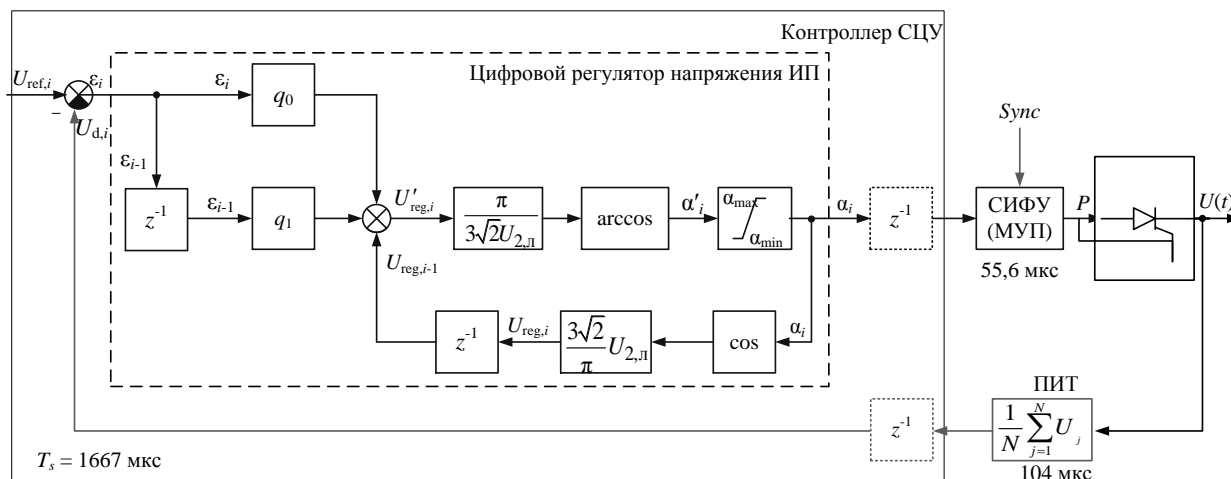 Контроллер СЦУ
Цифровой регулятор напряжения ИП
U_ref,i
ε_i
ε_i
q_0
−
U_d,i
ε_i-1
Sync
z^-1
ε_i-1
q_1
U'_reg,i
π / 3√2U_2,л
arccos
α'_i
α_max
α_min
α_i
z^-1
СИФУ
(МУП)
P
U(t)
55,6 мкс
U_reg,i-1
z^-1
U_reg,i
3√2/π U_2,л
cos
α_i
ПИТ
z^-1
1/N ∑_{j=1}^{N} U_j
T_s = 1667 мкс
104 мкс